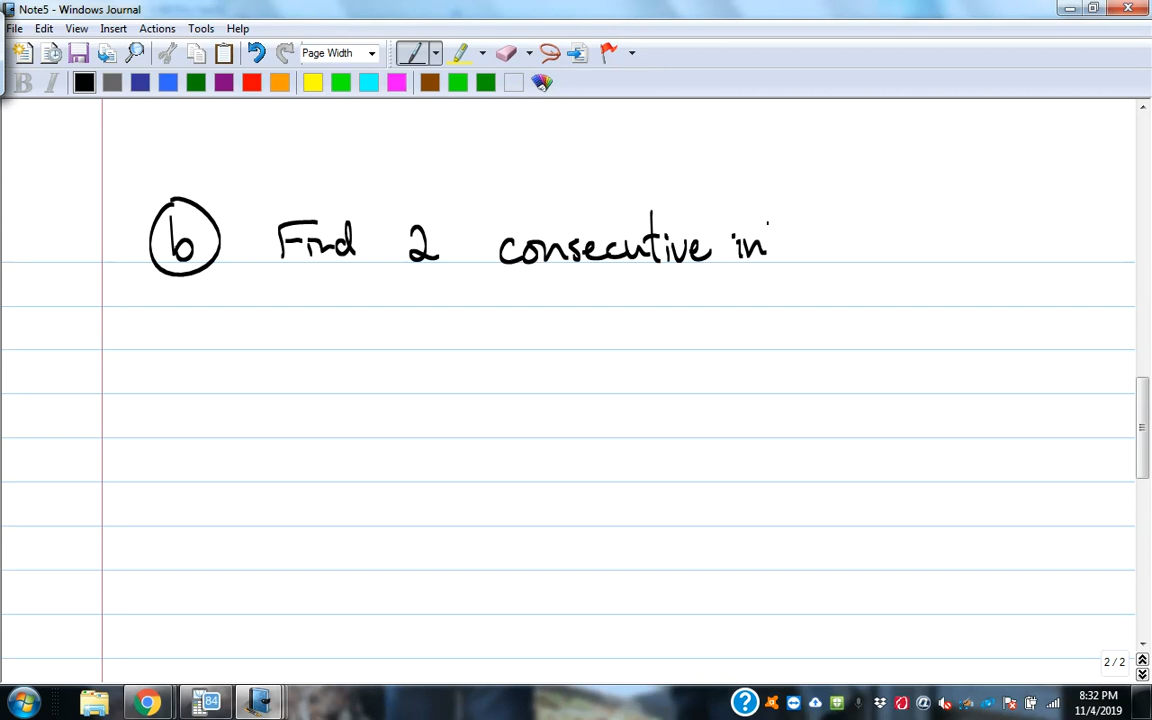 Note5 - Windows Journal
File Edit View Insert Actions Tools Help
Page Width
B I
b Find 2 consecutive in
2 / 2
84
8:32 PM
11/4/2019